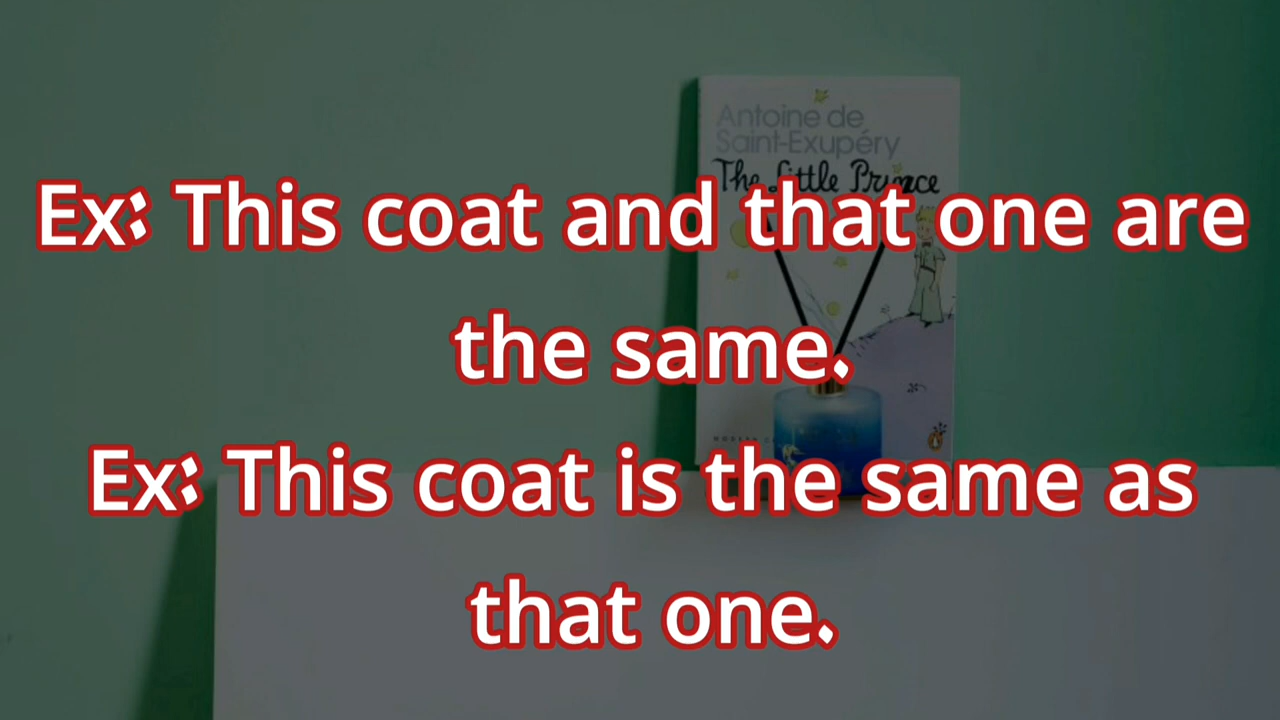 Antoine de
Saint-Exupéry
The Little Prince
Ex: This coat and that one are
the same.
Ex: This coat is the same as
that one.